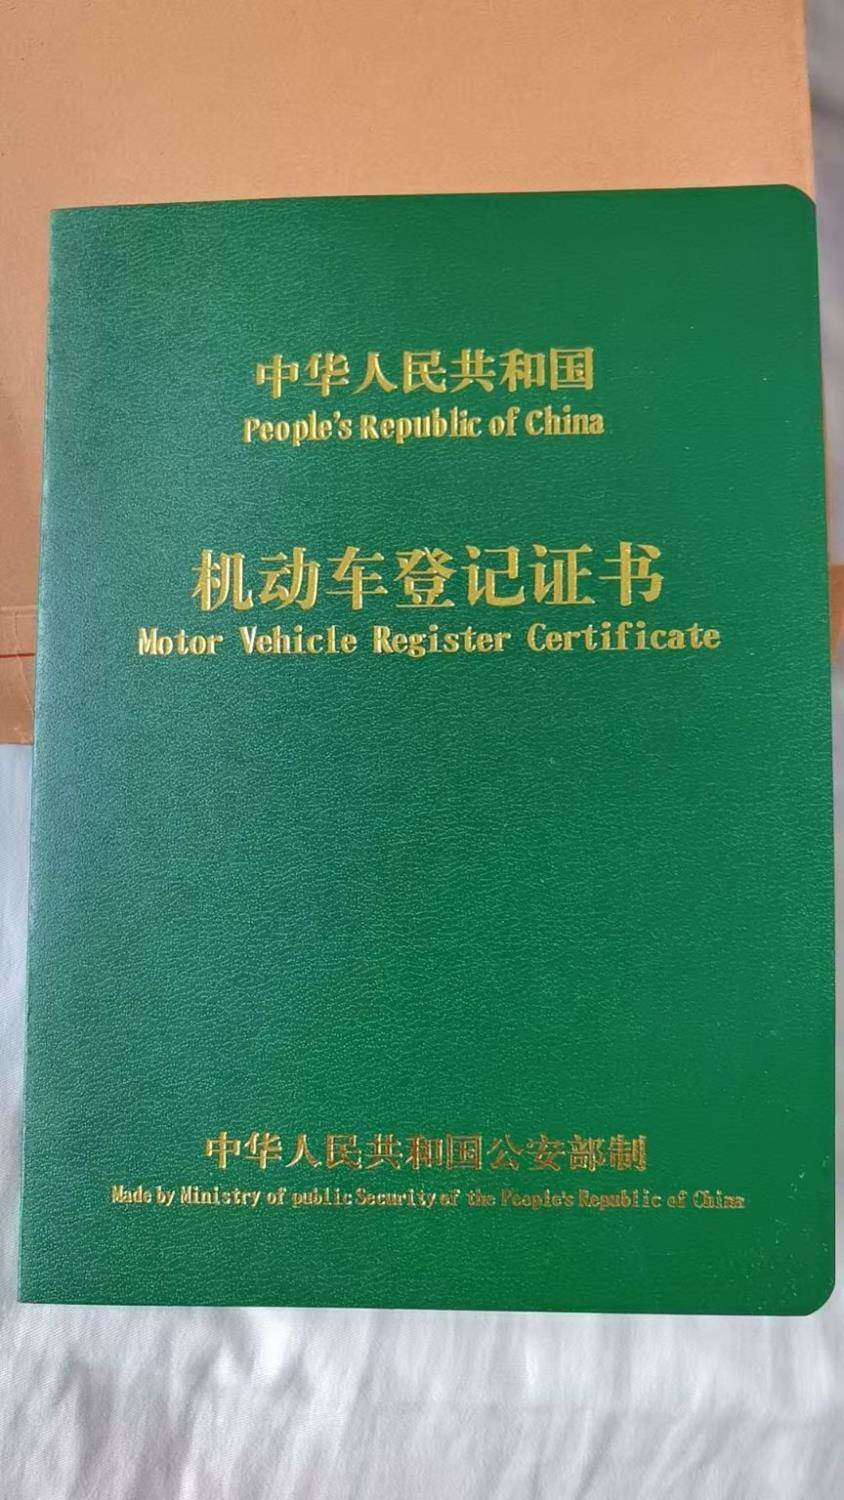 中华人民共和国
People's Republic of China
机动车登记证书
Motor Vehicle Register Certificate
中华人民共和国公安部制
Made by Ministry of public Security of the People's Republic of China